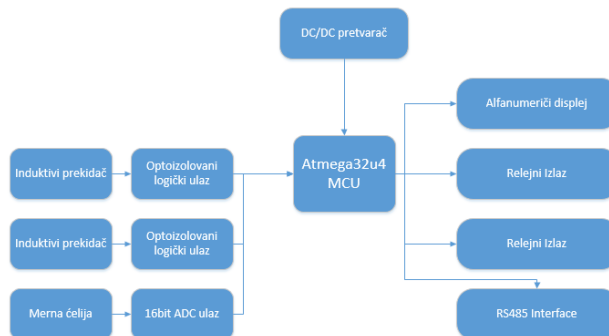 DC/DC pretvarač
Alfanumeriči displej
Atmega32u4
MCU
Induktivi prekidač
Optoizolovani
logički ulaz
Relejni Izlaz
Induktivi prekidač
Optoizolovani
logički ulaz
Relejni Izlaz
Merna ćelija
16bit ADC ulaz
RS485 Interface